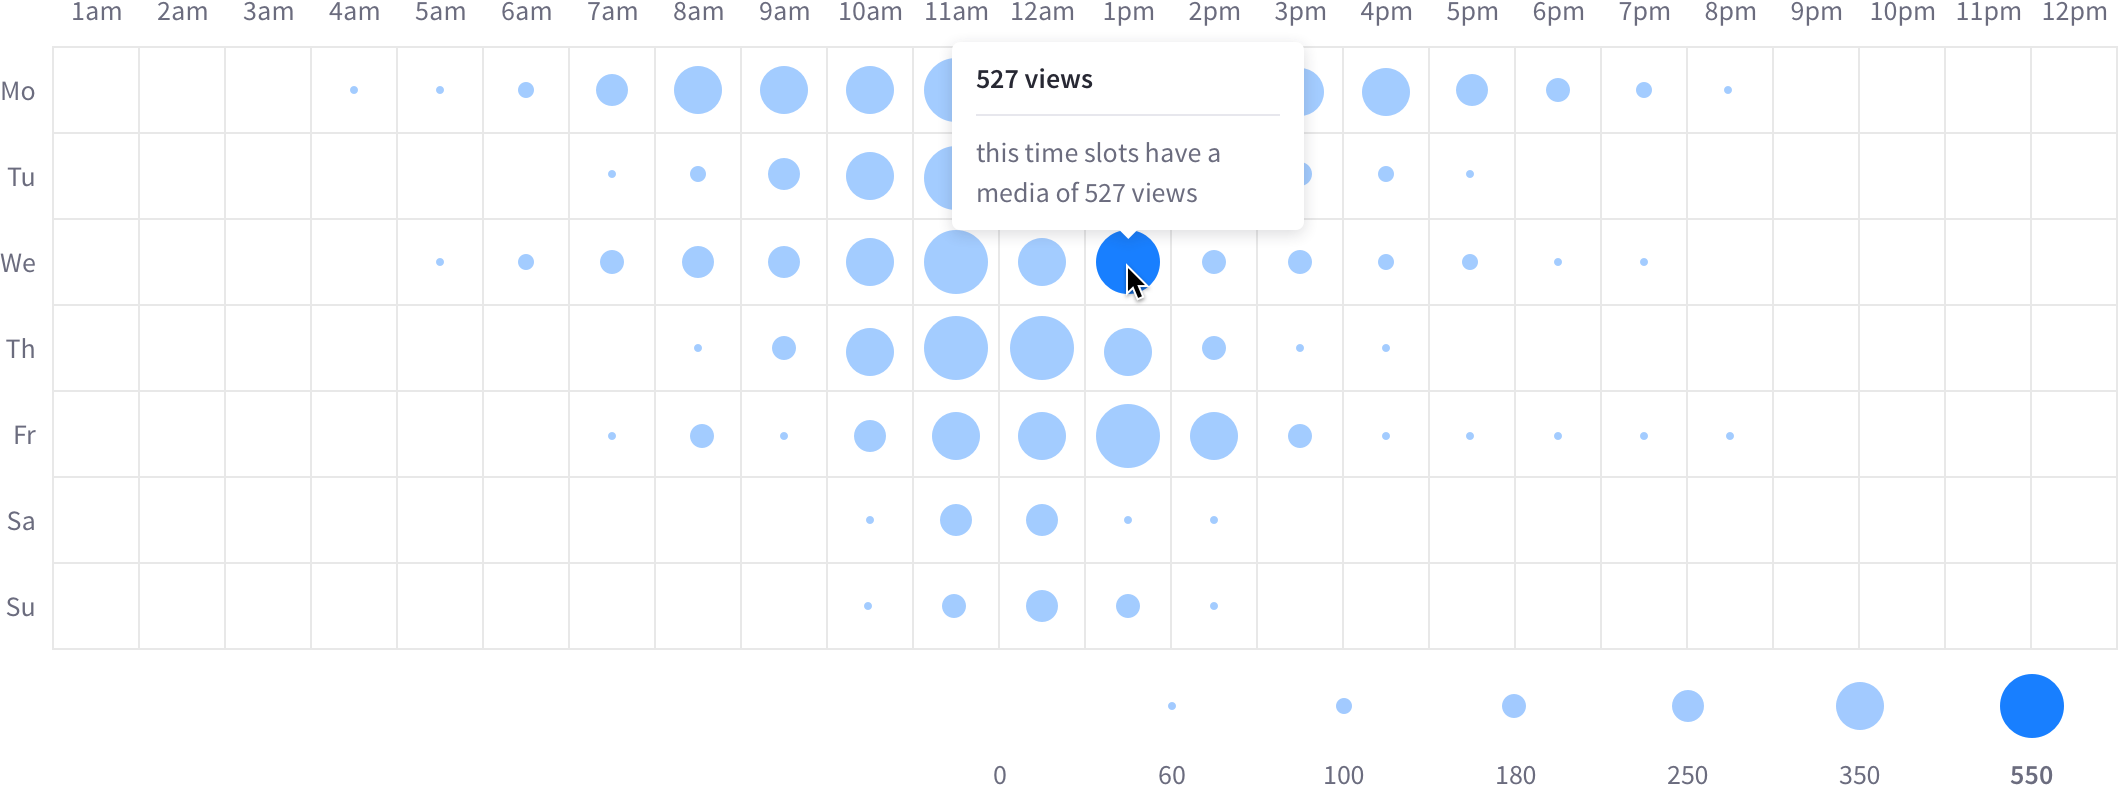 1am 2am 3am 4am 5am 6am 7am 8am 9am 10am 11am 12am 1pm 2pm 3pm 4pm 5pm 6pm 7pm 8pm 9pm 10pm 11pm 12pm
Mo
527 views
this time slots have a
media of 527 views
Tu
We
Th
Fr
Sa
Su
0 60 100 180 250 350 550